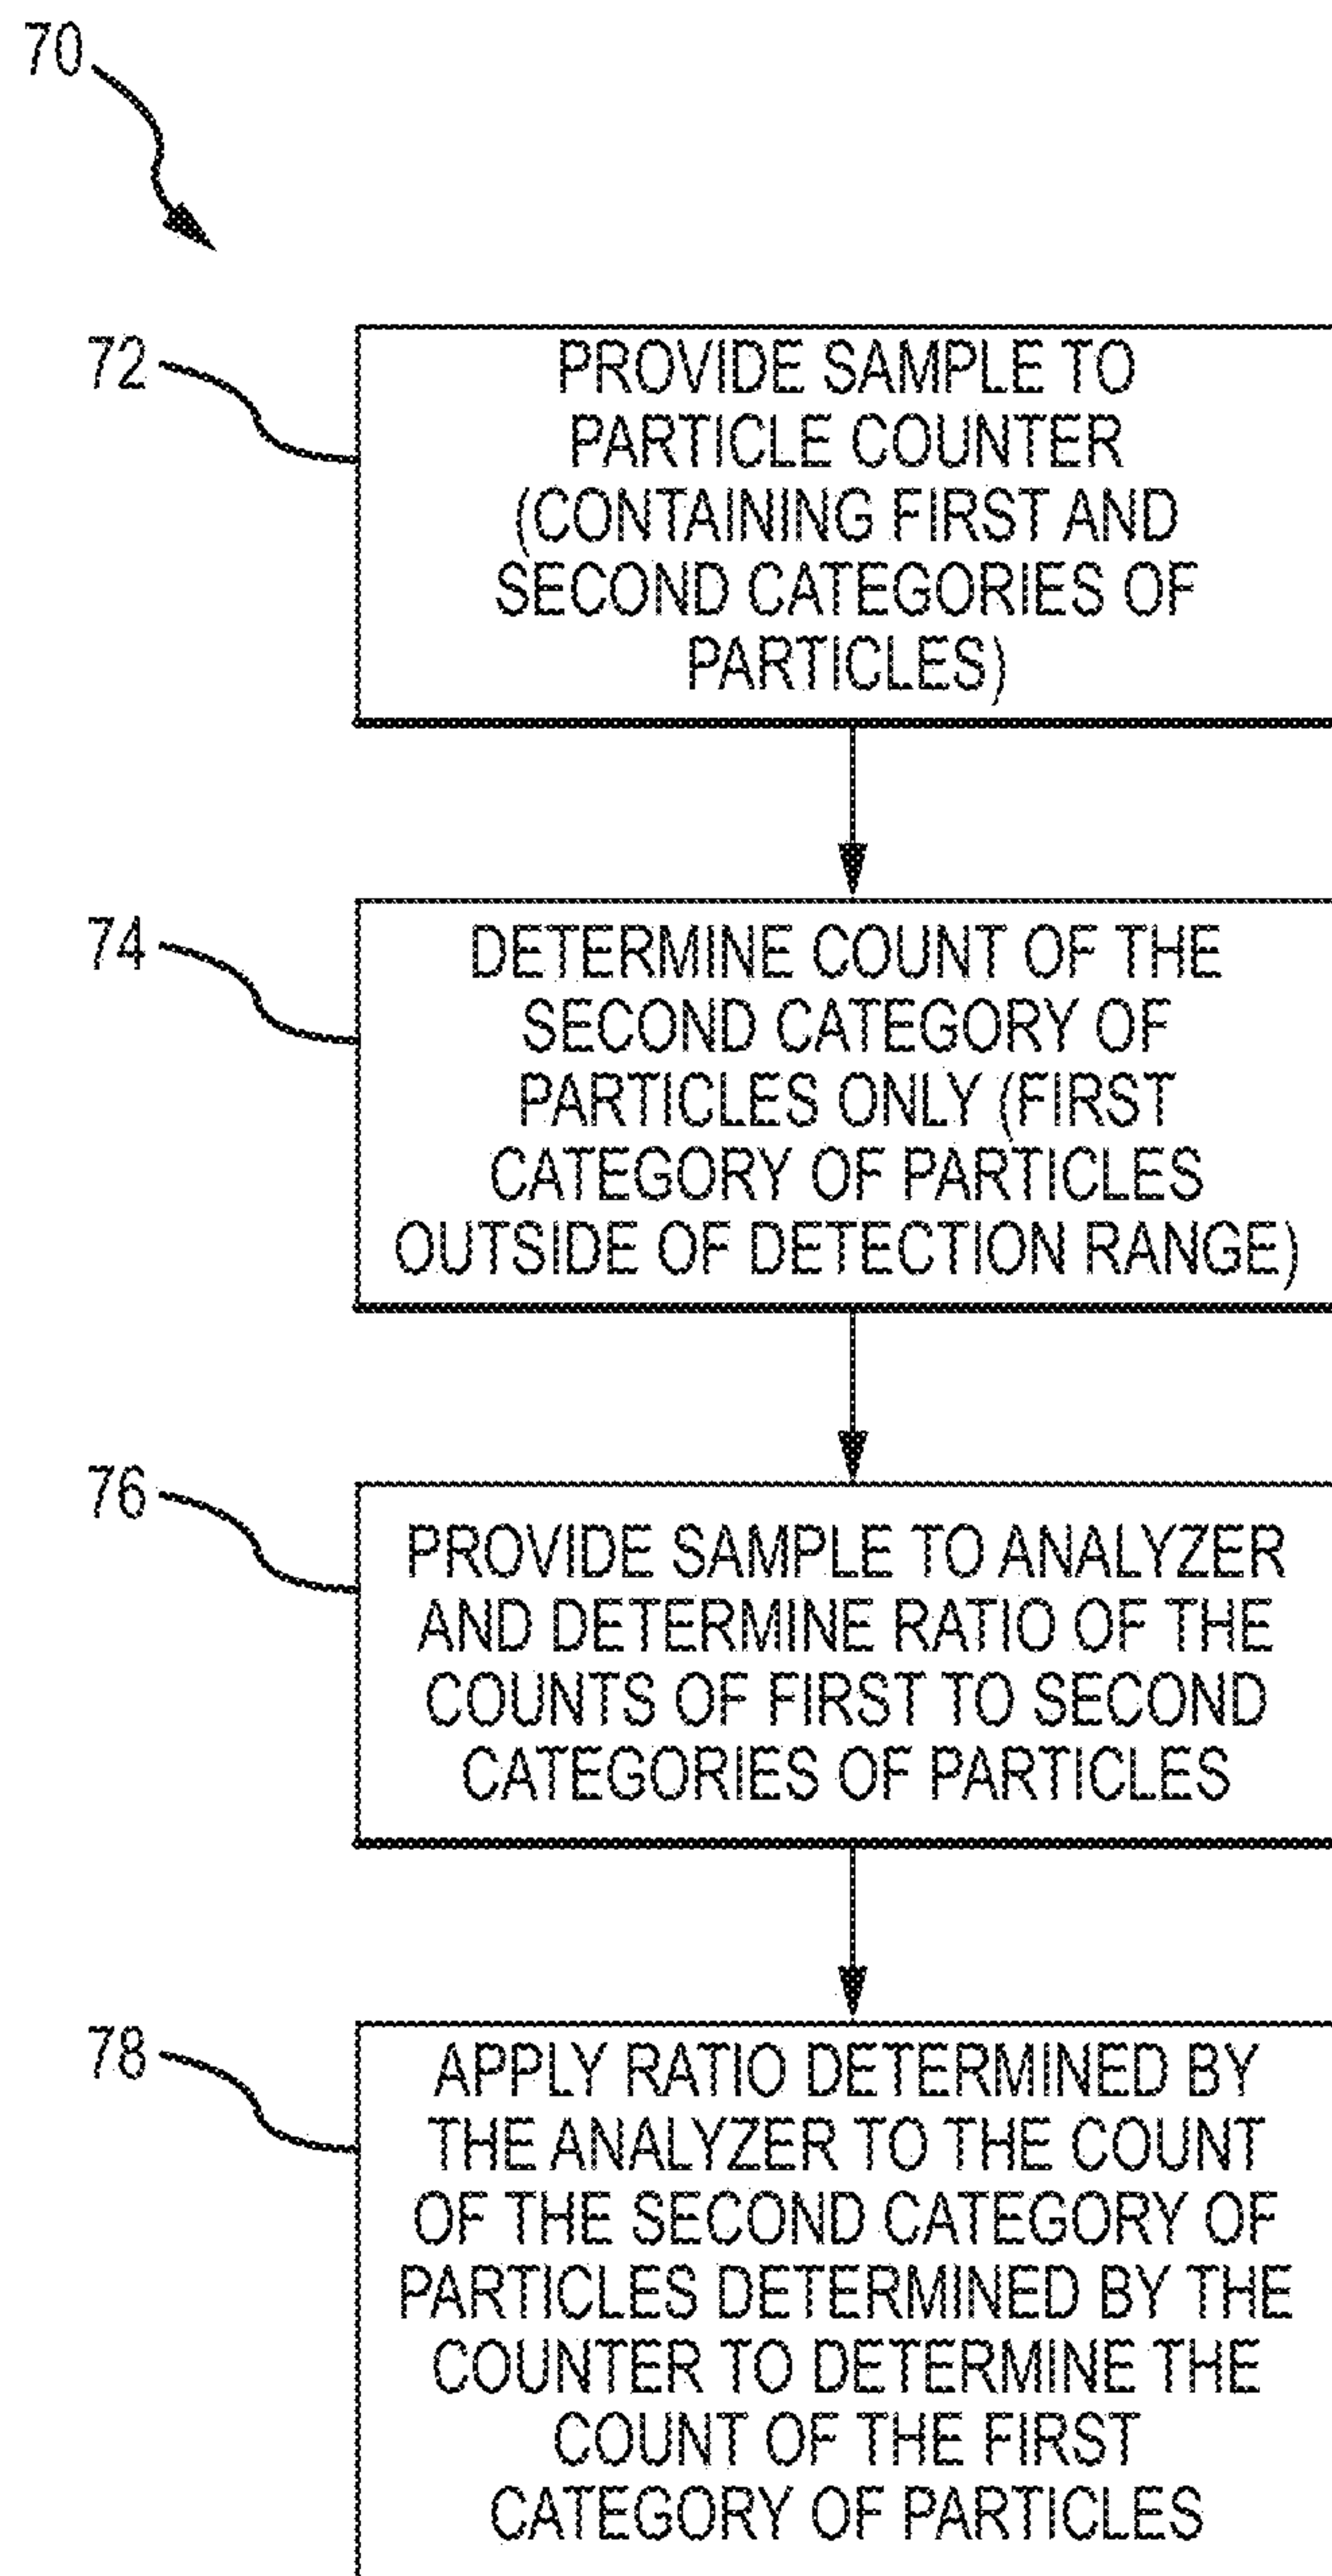 70
72
PROVIDE SAMPLE TO
PARTICLE COUNTER
(CONTAINING FIRST AND
SECOND CATEGORIES OF
PARTICLES)
74
DETERMINE COUNT OF THE
SECOND CATEGORY OF
PARTICLES ONLY (FIRST
CATEGORY OF PARTICLES
OUTSIDE OF DETECTION RANGE)
76
PROVIDE SAMPLE TO ANALYZER
AND DETERMINE RATIO OF THE
COUNTS OF FIRST TO SECOND
CATEGORIES OF PARTICLES
78
APPLY RATIO DETERMINED BY
THE ANALYZER TO THE COUNT
OF THE SECOND CATEGORY OF
PARTICLES DETERMINED BY THE
COUNTER TO DETERMINE THE
COUNT OF THE FIRST
CATEGORY OF PARTICLES